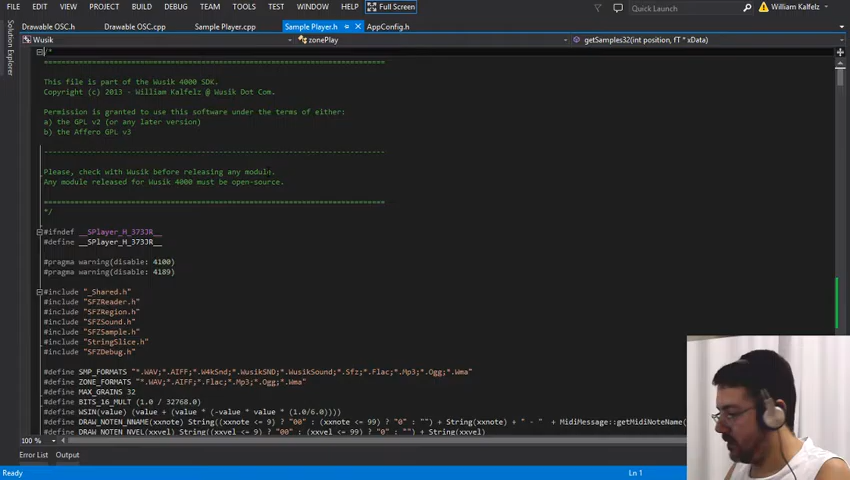 FILE EDIT VIEW PROJECT BUILD DEBUG TEAM TOOLS TEST WINDOW HELP Full Screen Quick Launch William Kalfelz
Drawable OSC.h Drawable OSC.cpp Sample Player.cpp Sample Player.h AppConfig.h
Solution Explorer
Wusik zonePlay getSamples32(int position, fT * xData)
/*
================================================================================
This file is part of the Wusik 4000 SDK.
Copyright (c) 2013 - William Kalfelz @ Wusik Dot Com.
Permission is granted to use this software under the terms of either:
a) the GPL v2 (or any later version)
b) the Affero GPL v3
--------------------------------------------------------------------------------
Please, check with Wusik before releasing any module.
Any module released for Wusik 4000 must be open-source.
================================================================================
*/
#ifndef __SPlayer_H_373JR__
#define __SPlayer_H_373JR__
#pragma warning(disable: 4100)
#pragma warning(disable: 4189)
#include "_Shared.h"
#include "SFZReader.h"
#include "SFZRegion.h"
#include "SFZSound.h"
#include "SFZSample.h"
#include "StringSlice.h"
#include "SFZDebug.h"
#define SMP_FORMATS "*.WAV;*.AIFF;*.W4kSnd;*.WusikSND;*.WusikSound;*.Sfz;*.Flac;*.Mp3;*.Ogg;*.Wma"
#define ZONE_FORMATS "*.WAV;*.AIFF;*.Flac;*.Mp3;*.Ogg;*.Wma"
#define MAX_GRAINS 32
#define BITS_16_MULT (1.0 / 32768.0)
#define WSIN(value) (value + (value * (-value * value * (1.0/6.0))))
#define DRAW_NOTEN_NNAME(xxnote) String((xxnote <= 9) ? "00" : (xxnote <= 99) ? "0" : "") + String(xxnote) + " - " + MidiMessage::getMidiNoteName(
#define DRAW_NOTEN_NVEL(xxvel) String((xxvel <= 9) ? "00" : (xxvel <= 99) ? "0" : "") + String(xxvel)
100 %
Error List Output
Ready Ln 1